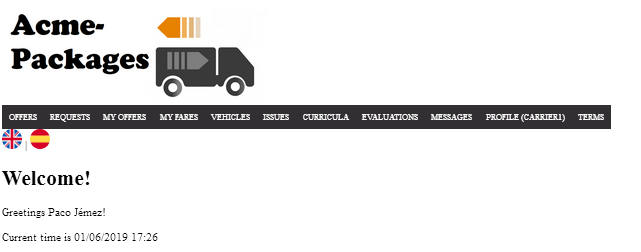 Acme-
Packages
OFFERS REQUESTS MY OFFERS MY FARES VEHICLES ISSUES CURRICULA EVALUATIONS MESSAGES PROFILE (CARRIER1) TERMS
|
Welcome!
Greetings Paco Jémez!
Current time is 01/06/2019 17:26